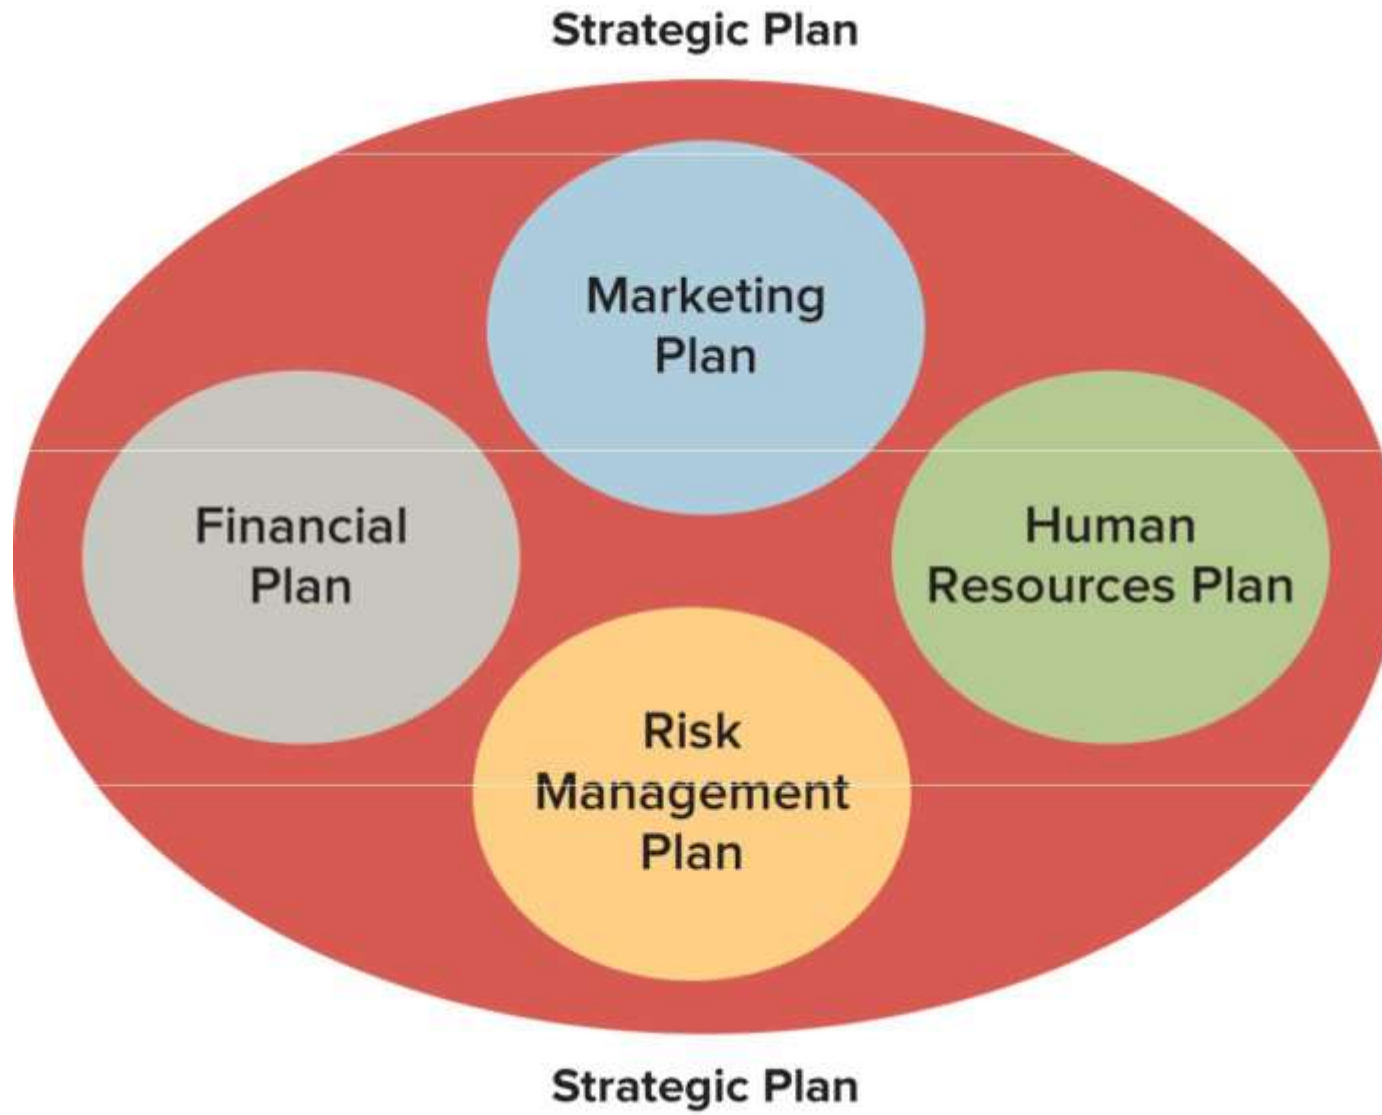 Strategic Plan
Marketing
Plan
Financial
Plan
Human
Resources Plan
Risk
Management
Plan
Strategic Plan